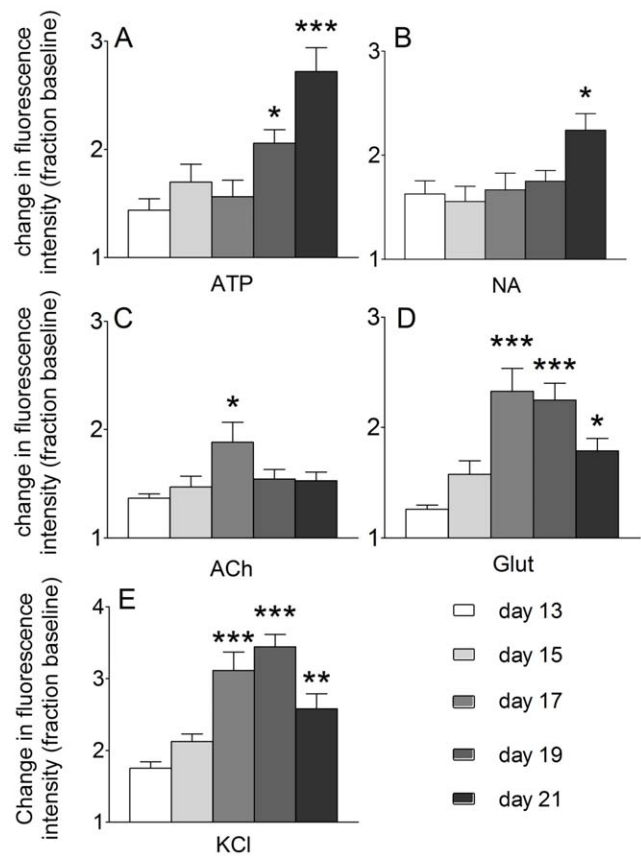 change in fluorescence
intensity (fraction baseline)
A
3
2
1
*
***
ATP
B
3
2
1
*
NA
change in fluorescence
intensity (fraction baseline)
C
3
2
1
*
ACh
D
3
2
1
***
***
*
Glut
Change in fluorescence
intensity (fraction baseline)
E
4
3
2
1
***
***
**
KCl
day 13
day 15
day 17
day 19
day 21